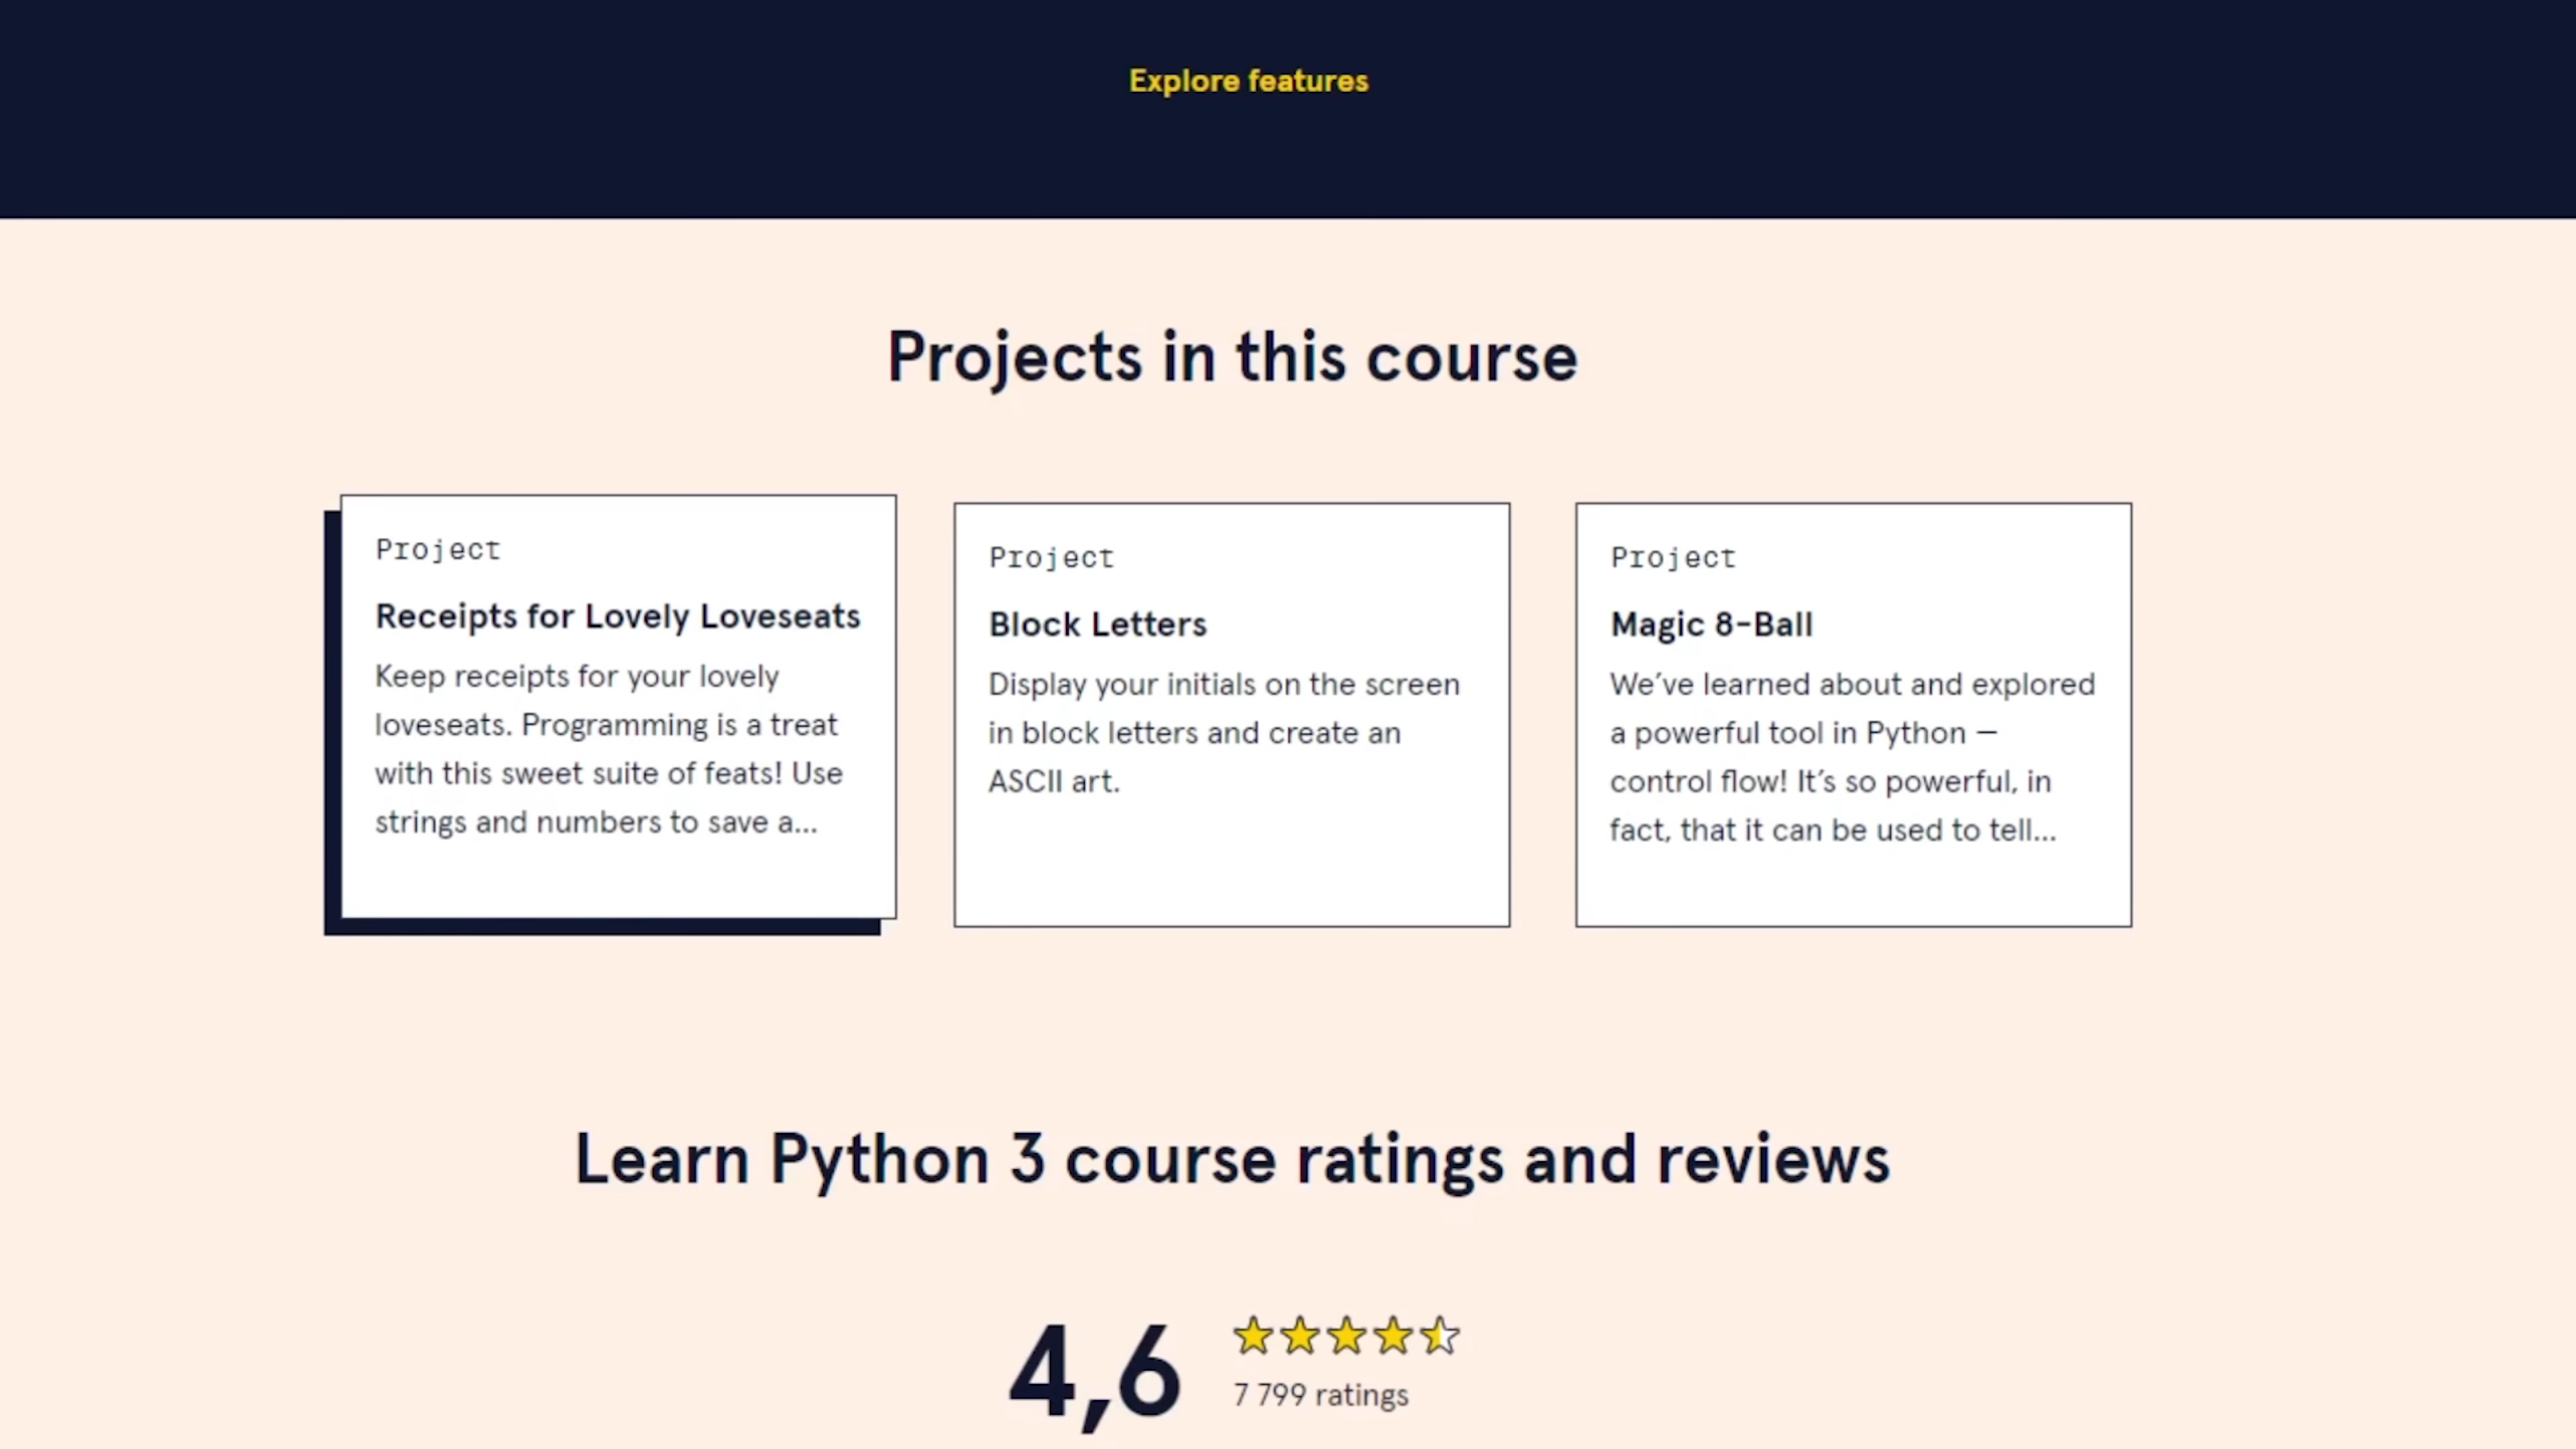 Explore features
Projects in this course
Project
Receipts for Lovely Loveseats
Keep receipts for your lovely
loveseats. Programming is a treat
with this sweet suite of feats! Use
strings and numbers to save a...
Project
Block Letters
Display your initials on the screen
in block letters and create an
ASCII art.
Project
Magic 8-Ball
We’ve learned about and explored
a powerful tool in Python —
control flow! It’s so powerful, in
fact, that it can be used to tell...
Learn Python 3 course ratings and reviews
4,6
7 799 ratings